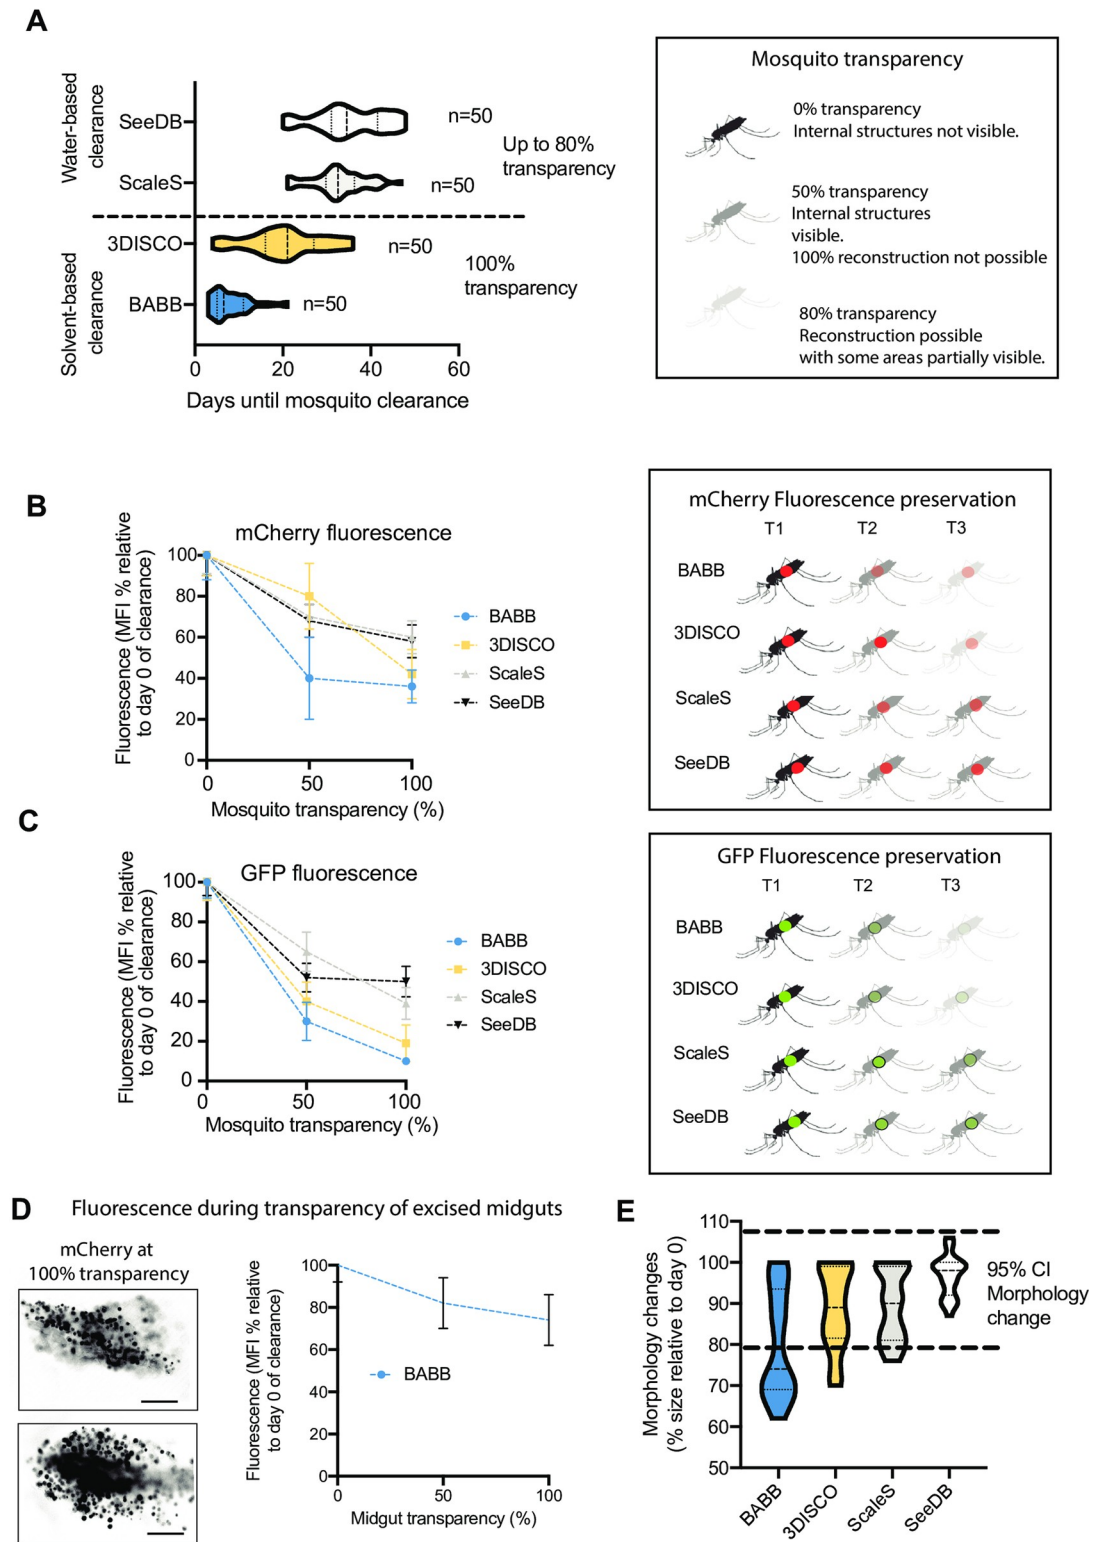 A
Water-based
clearance
Solvent-based
clearance
SeeDB
ScaleS
3DISCO
BABB
n=50
n=50
n=50
n=50
Up to 80%
transparency
100%
transparency
0
20
40
60
Days until mosquito clearance
Mosquito transparency
0% transparency
Internal structures not visible.
50% transparency
Internal structures
visible.
100% reconstruction not possible
80% transparency
Reconstruction possible
with some areas partially visible.
B
mCherry fluorescence
Fluorescence (MFI % relative
to day 0 of clearance)
100
80
60
40
20
0
0
50
100
Mosquito transparency (%)
BABB
3DISCO
ScaleS
SeeDB
mCherry Fluorescence preservation
T1
T2
T3
BABB
3DISCO
ScaleS
SeeDB
C
GFP fluorescence
Fluorescence (MFI % relative
to day 0 of clearance)
100
80
60
40
20
0
0
50
100
Mosquito transparency (%)
BABB
3DISCO
ScaleS
SeeDB
GFP Fluorescence preservation
T1
T2
T3
BABB
3DISCO
ScaleS
SeeDB
D
Fluorescence during transparency of excised midguts
mCherry at
100% transparency
Fluorescence (MFI % relative
to day 0 of clearance)
100
80
60
40
20
0
0
50
100
Midgut transparency (%)
BABB
E
Morphology changes
(% size relative to day 0)
110
100
90
80
70
60
50
BABB
3DISCO
ScaleS
SeeDB
95% CI
Morphology
change